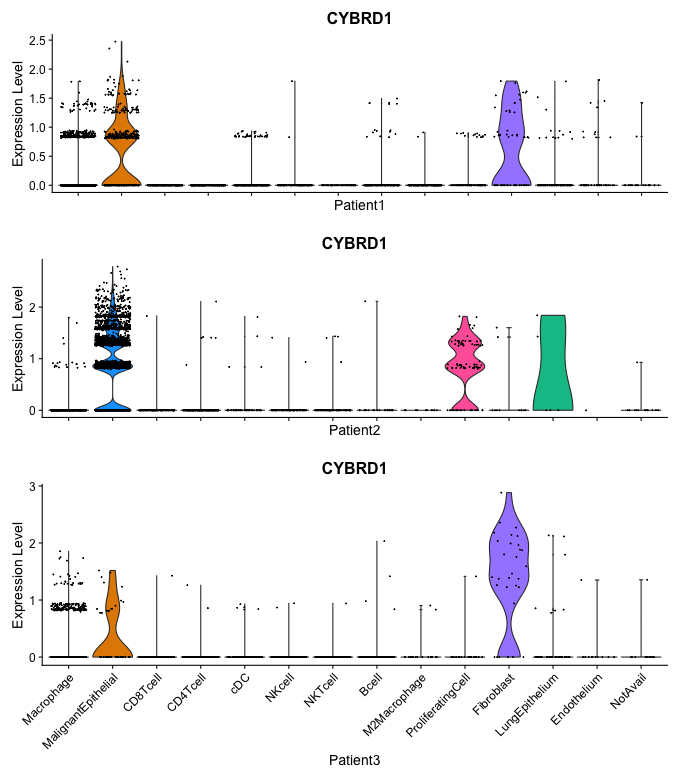 CYBRD1
Expression Level
2.5
2.0
1.5
1.0
0.5
0.0
Patient1
CYBRD1
Expression Level
2
1
0
Patient2
CYBRD1
Expression Level
3
2
1
0
Macrophage
MalignantEpithelial
CD8Tcell
CD4Tcell
cDC
NKcell
NKTcell
Bcell
M2Macrophage
ProliferatingCell
Fibroblast
LungEpithelium
Endothelium
NotAvail
Patient3